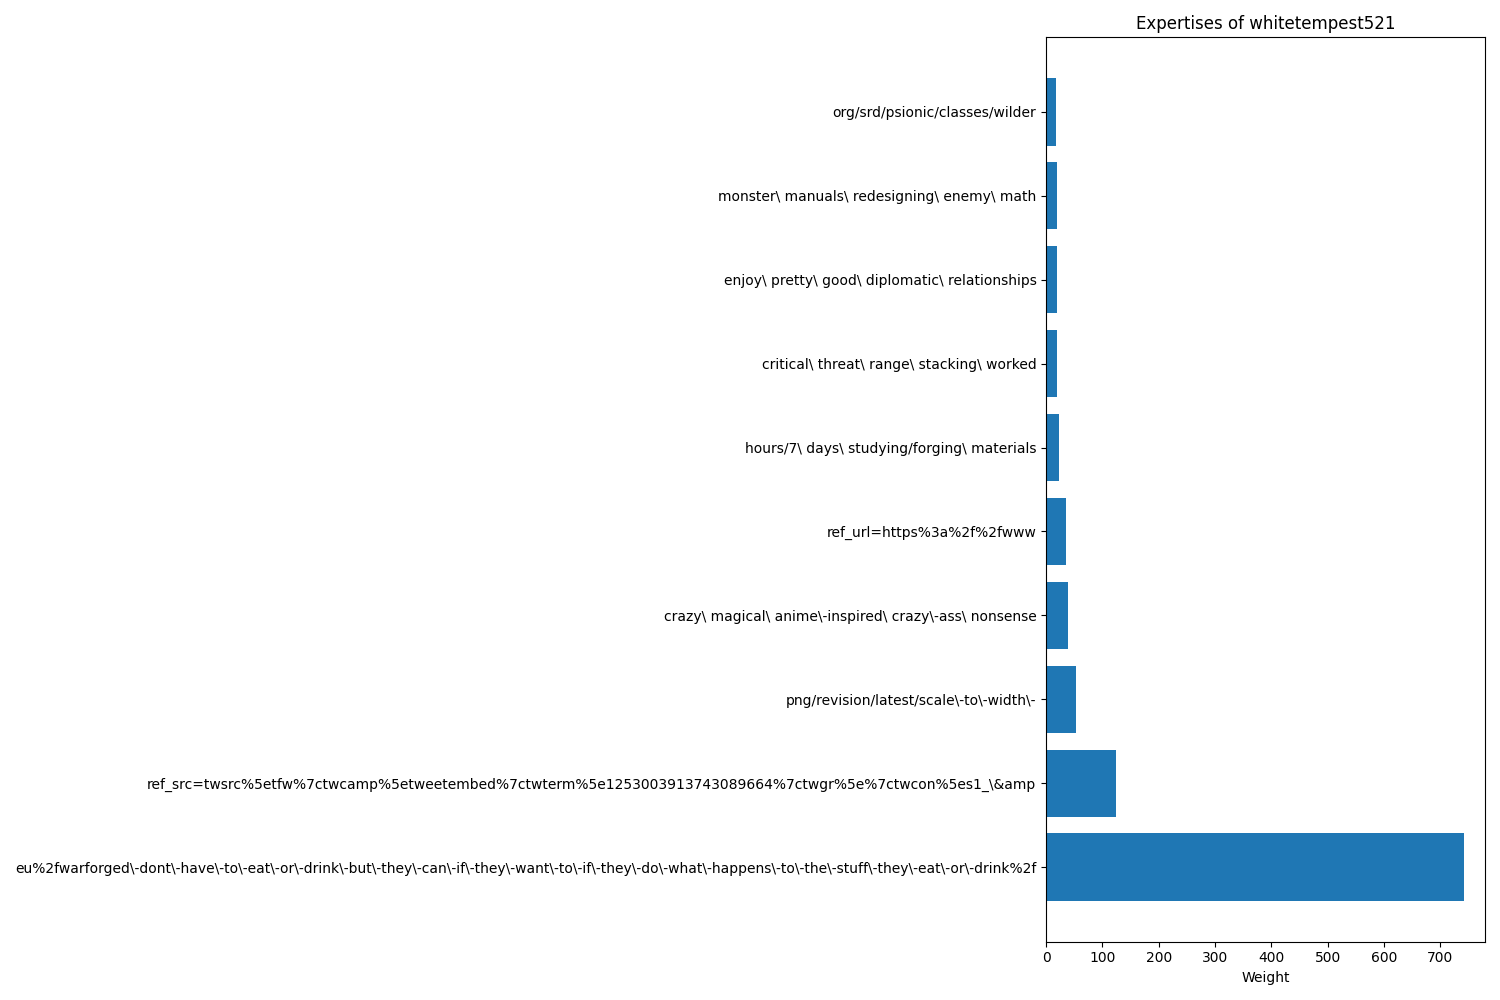 Expertises of whitetempest521
org/srd/psionic/classes/wilder
monster\ manuals\ redesigning\ enemy\ math
enjoy\ pretty\ good\ diplomatic\ relationships
critical\ threat\ range\ stacking\ worked
hours/7\ days\ studying/forging\ materials
ref_url=https%3a%2f%2fwww
crazy\ magical\ anime\-inspired\ crazy\-ass\ nonsense
png/revision/latest/scale\-to\-width\-
ref_src=twsrc%5etfw%7ctwcamp%5etweetembed%7ctwterm%5e1253003913743089664%7ctwgr%5e%7ctwcon%5es1_\&amp
eu%2fwarforged\-dont\-have\-to\-eat\-or\-drink\-but\-they\-can\-if\-they\-want\-to\-if\-they\-do\-what\-happens\-to\-the\-stuff\-they\-eat\-or\-drink%2f
0 100 200 300 400 500 600 700
Weight